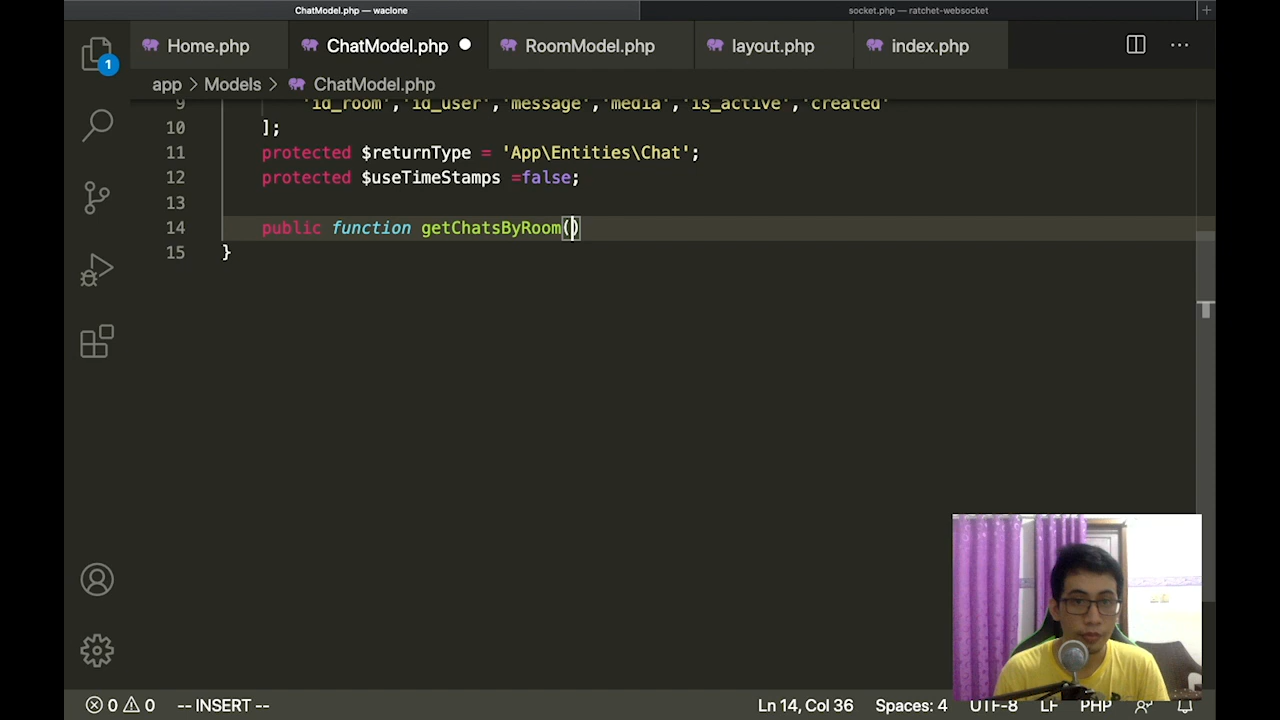 ChatModel.php — waclone
socket.php — ratchet-websocket
Home.php
ChatModel.php
RoomModel.php
layout.php
index.php
1
app > Models > ChatModel.php
9 'id_room','id_user','message','media','is_active','created'
10 ];
11 protected $returnType = 'App\Entities\Chat';
12 protected $useTimeStamps =false;
13
14 public function getChatsByRoom()
15 }
0 0 -- INSERT -- Ln 14, Col 36 Spaces: 4 UTF-8 LF PHP